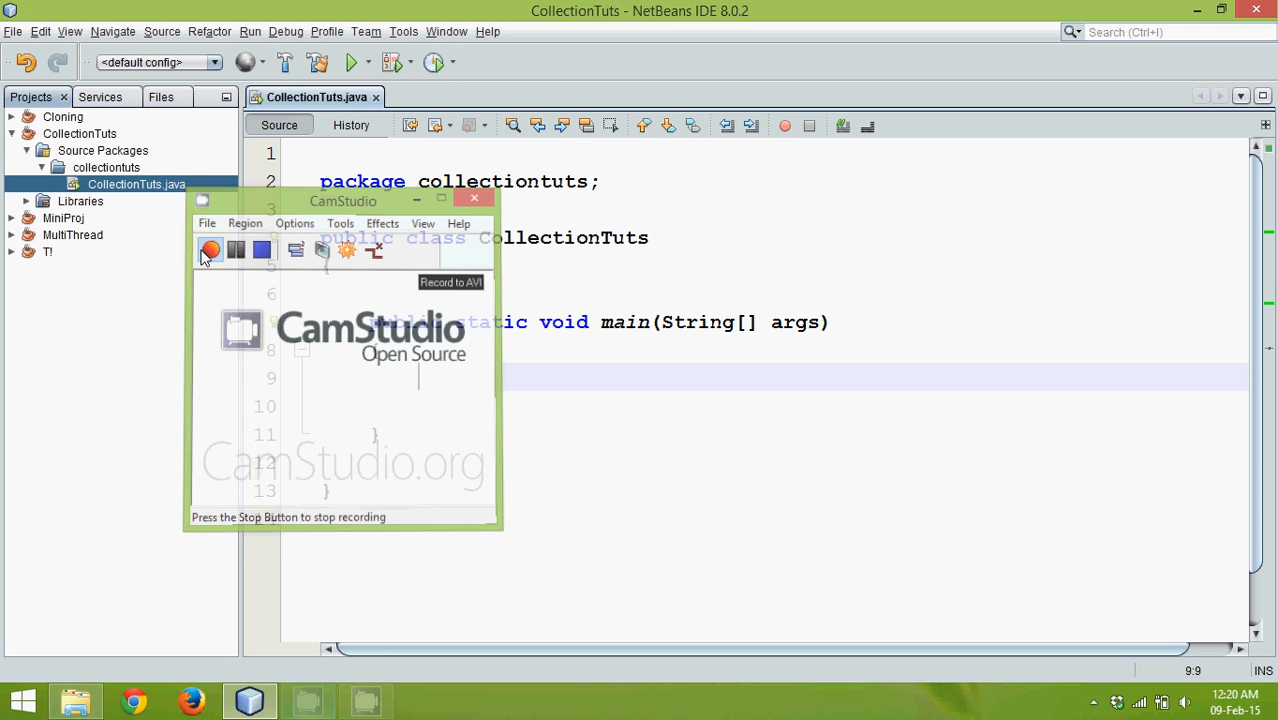 CollectionTuts - NetBeans IDE 8.0.2
File Edit View Navigate Source Refactor Run Debug Profile Team Tools Window Help
Search (Ctrl+I)
<default config>
Projects Services Files
CollectionTuts.java
Cloning
CollectionTuts
Source Packages
collectiontuts
CollectionTuts.java
Libraries
MiniProj
MultiThread
T!
Source History
1
2 package collectiontuts;
3
public class CollectionTuts
5 {
6
public static void main(String[] args)
8 {
9
10
11 }
12
13 }
CamStudio
File Region Options Tools Effects View Help
Record to AVI
CamStudio
Open Source
CamStudio.org
Press the Stop Button to stop recording
9:9 INS
12:20 AM
09-Feb-15